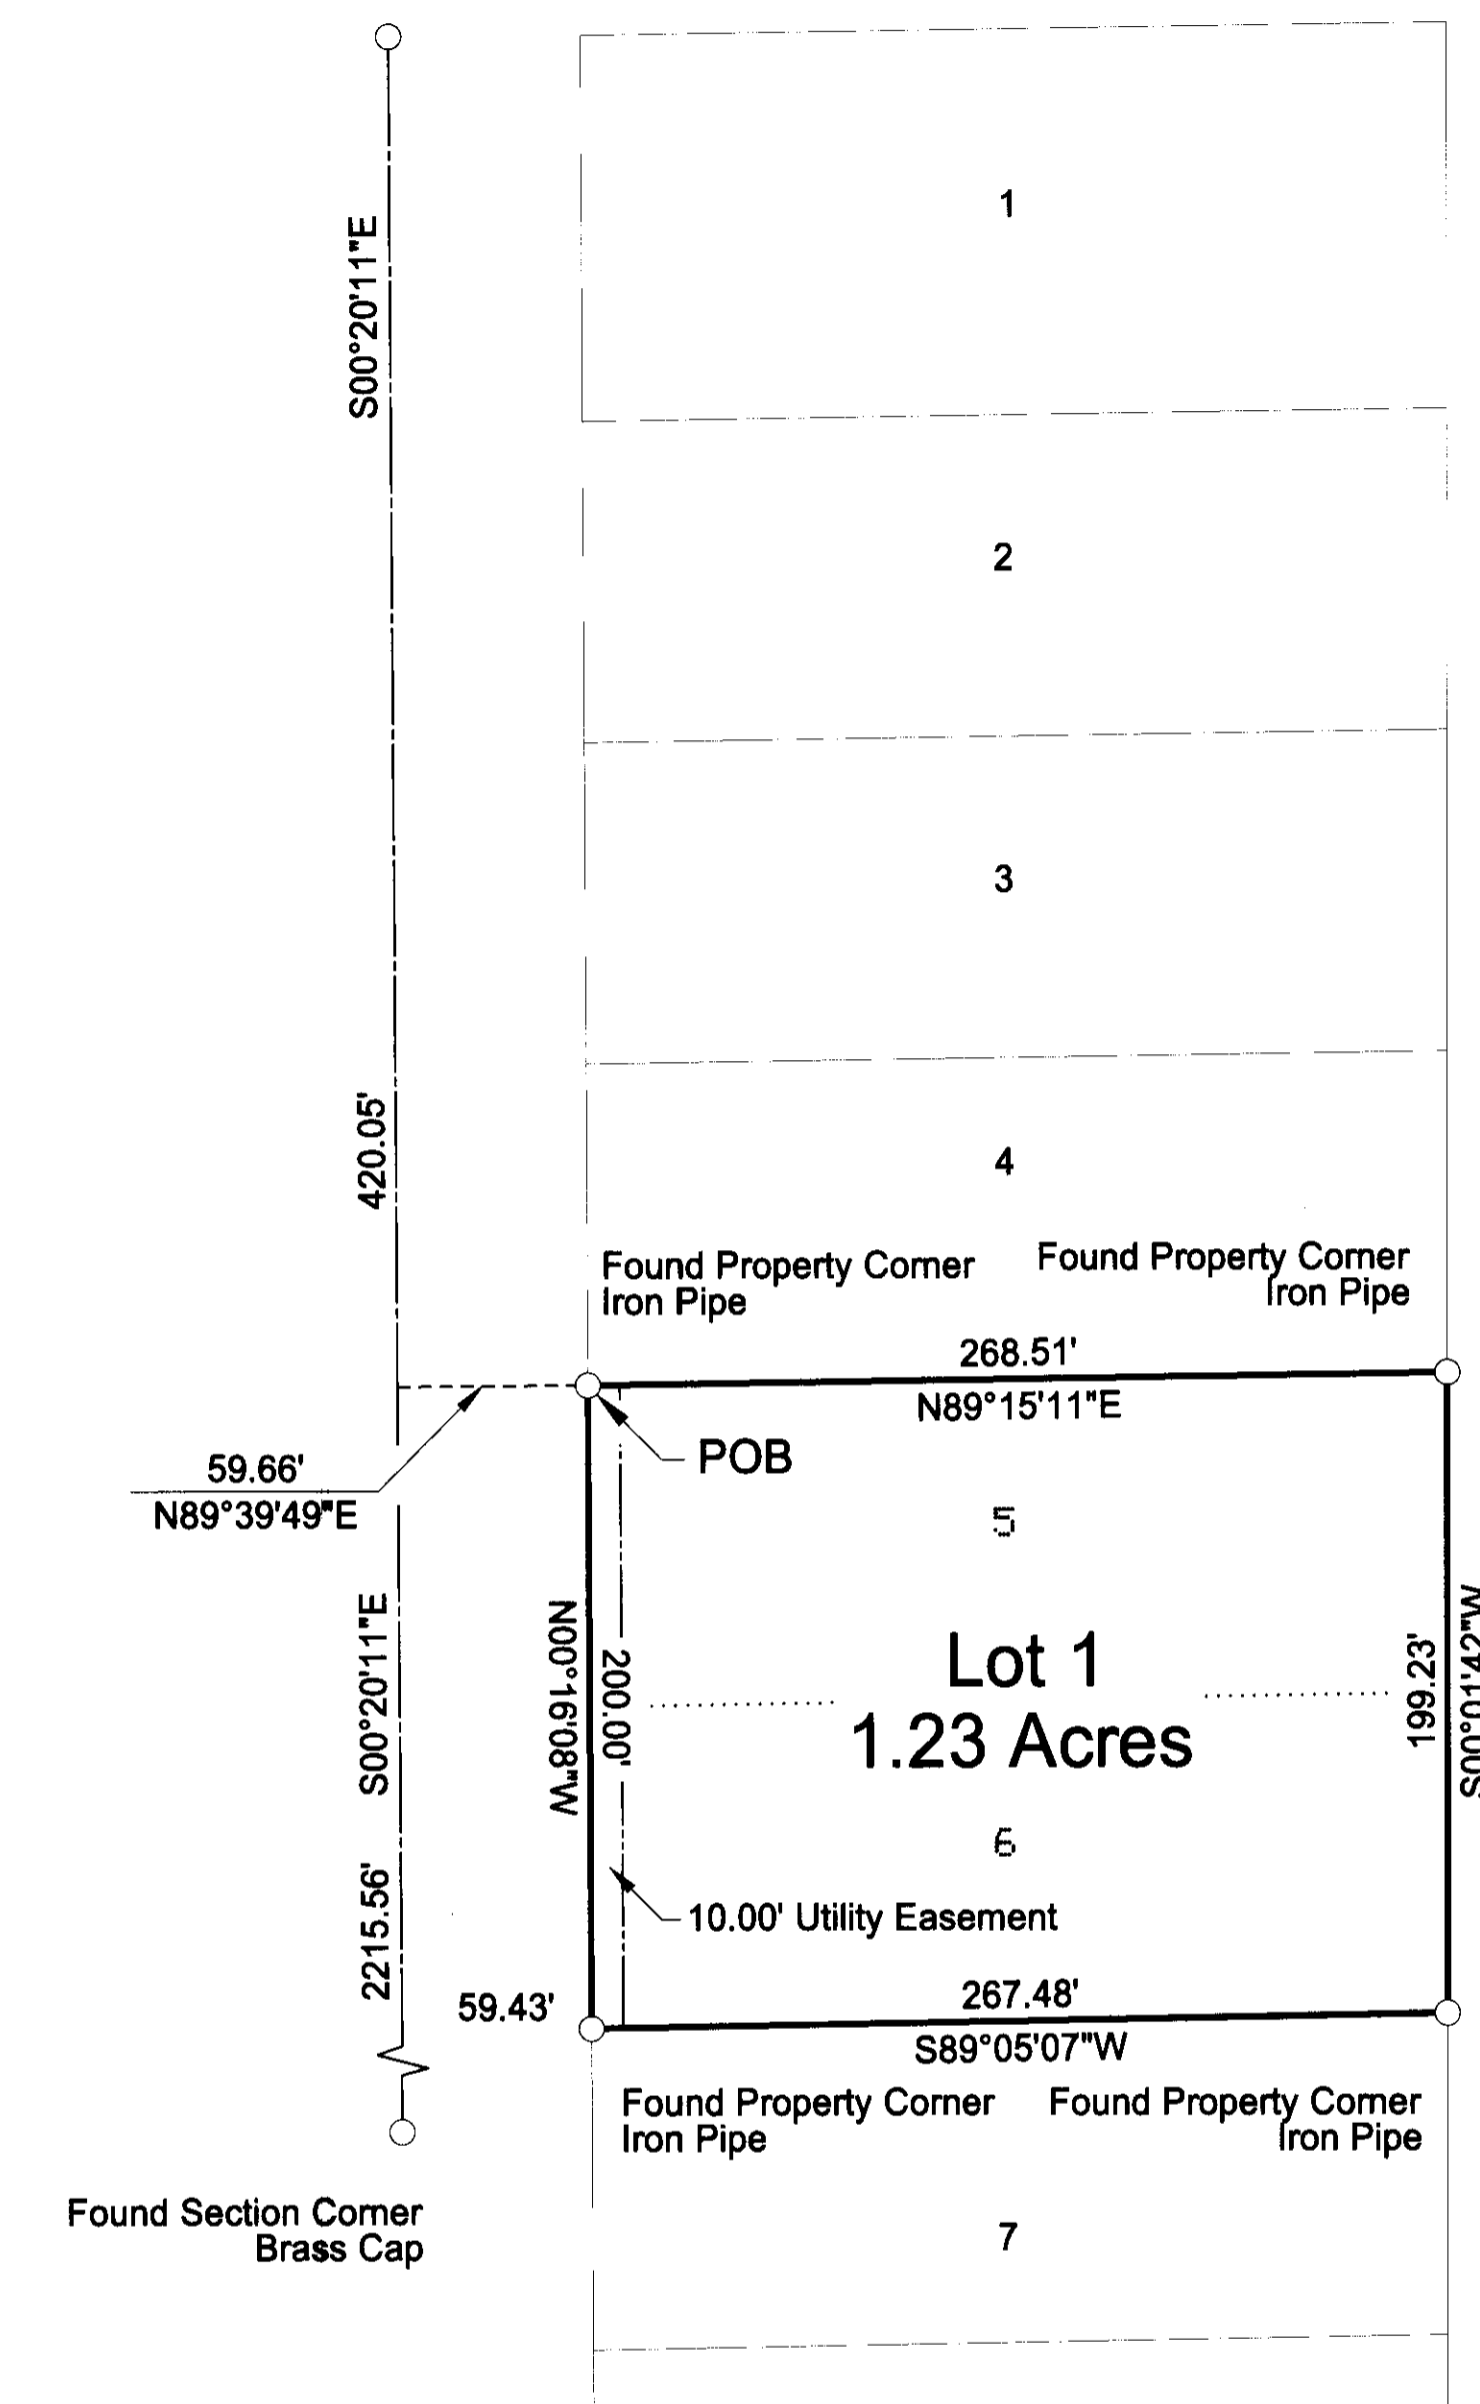 1
S00°20'11"E
2
3
420.05'
4
Found Property Corner
Iron Pipe
Found Property Corner
Iron Pipe
268.51'
N89°15'11"E
POB
59.66'
N89°39'49"E
5
S00°20'11"E
N00°16'08"W
200.00'
Lot 1
1.23 Acres
199.23'
S00°01'42"W
6
2215.56'
10.00' Utility Easement
59.43'
267.48'
S89°05'07"W
Found Property Corner
Iron Pipe
Found Property Corner
Iron Pipe
Found Section Corner
Brass Cap
7